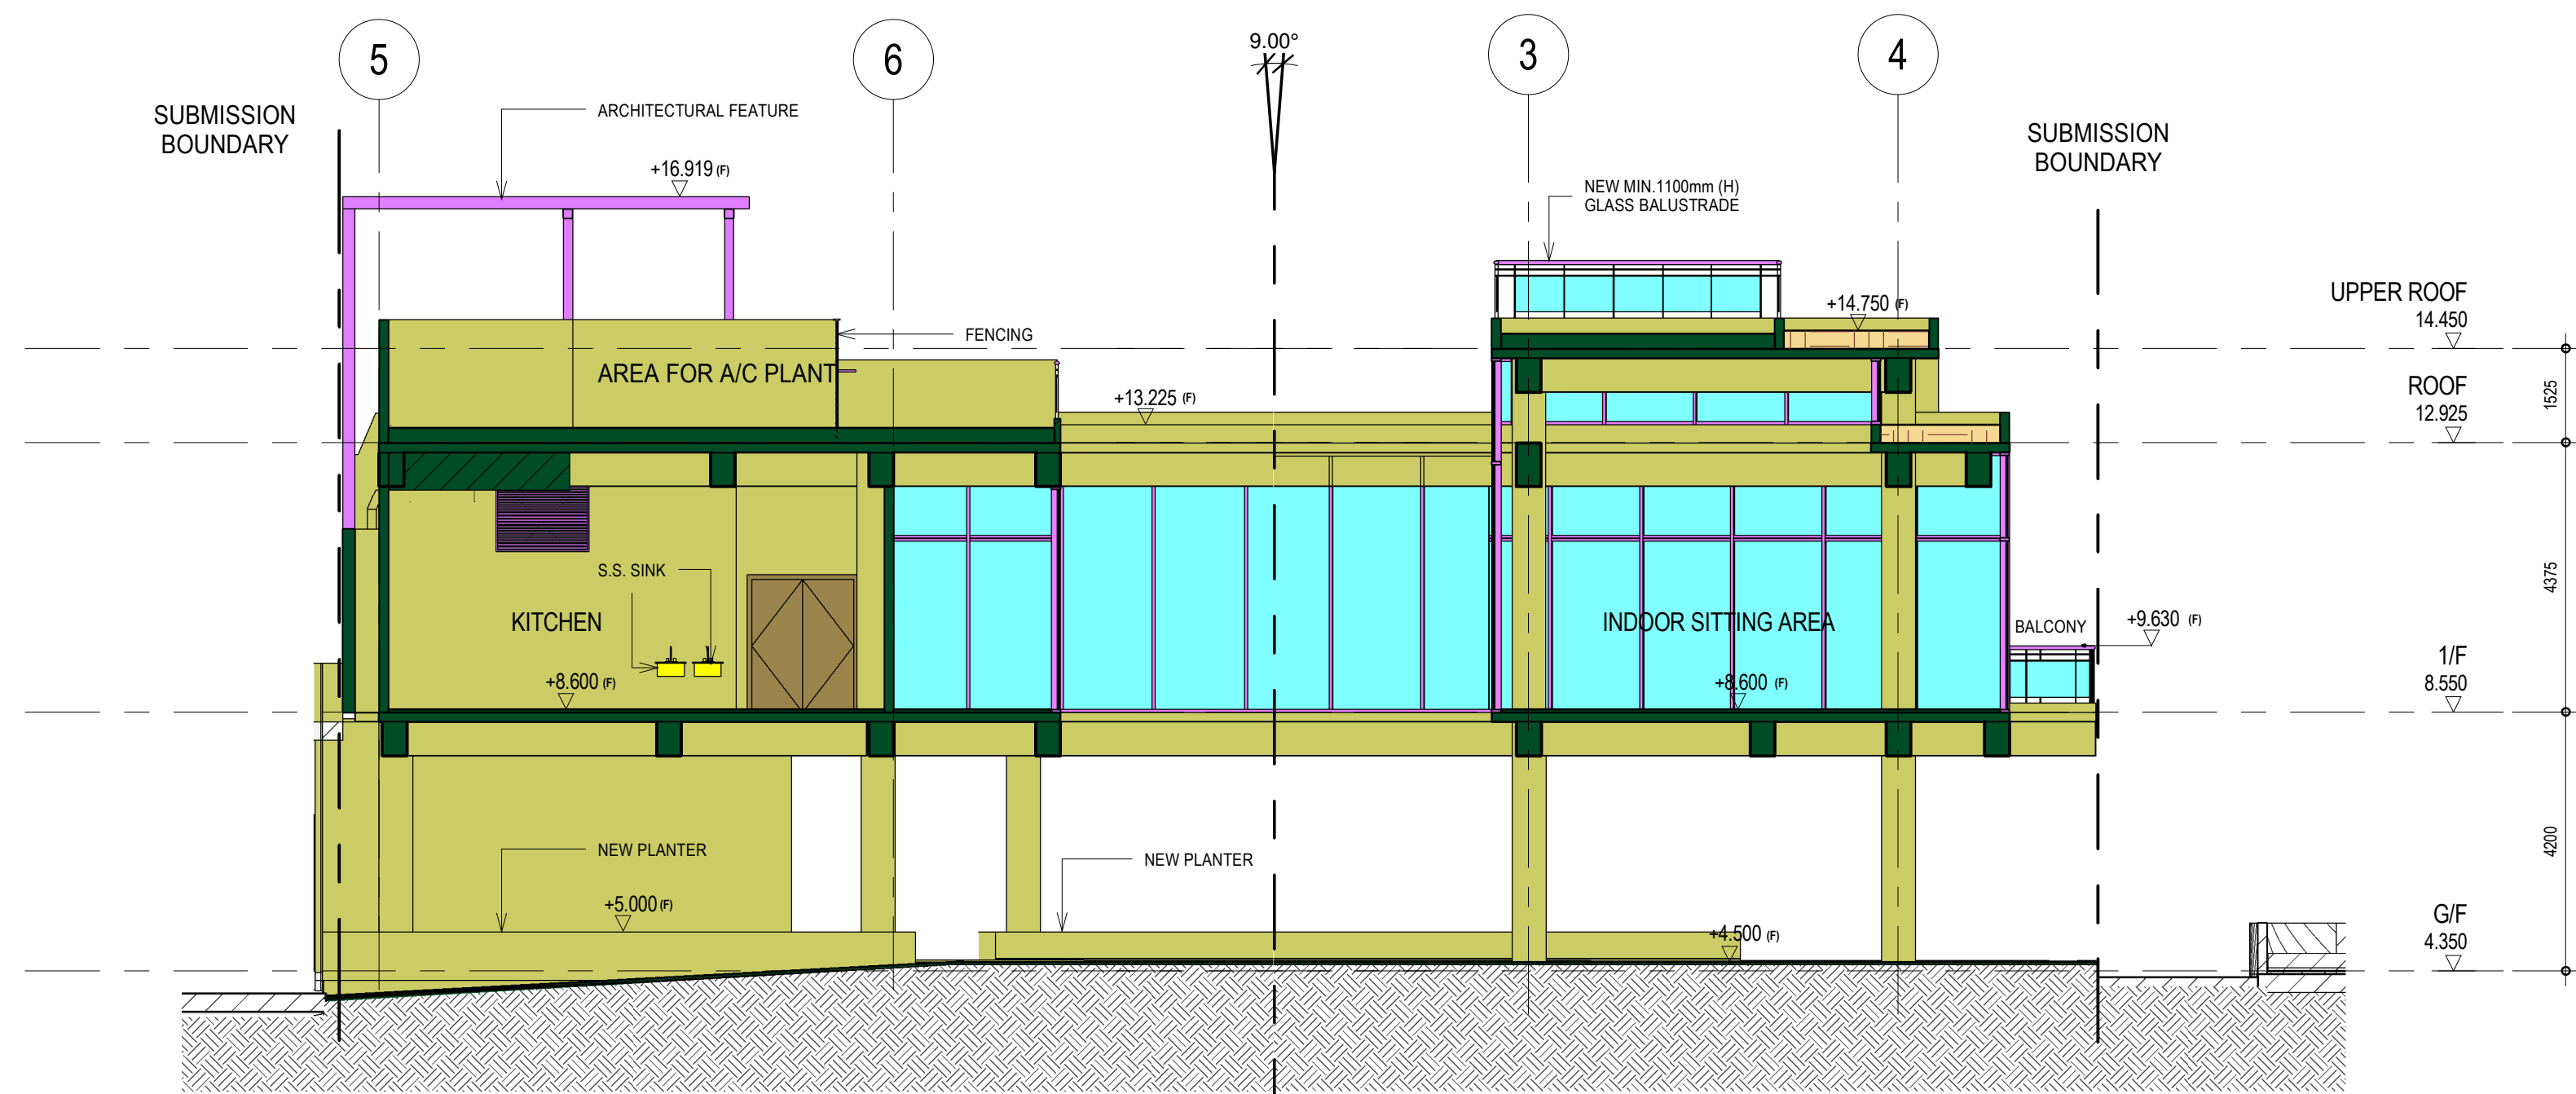 5
6
9.00°
3
4
SUBMISSION
BOUNDARY
ARCHITECTURAL FEATURE
SUBMISSION
BOUNDARY
+16.919 (F)
NEW MIN.1100mm (H)
GLASS BALUSTRADE
UPPER ROOF
14.450
+14.750 (F)
FENCING
AREA FOR A/C PLANT
ROOF
12.925
1525
+13.225 (F)
S.S. SINK
4375
KITCHEN
INDOOR SITTING AREA
BALCONY
+9.630 (F)
1/F
8.550
+8.600 (F)
+8.600 (F)
4200
NEW PLANTER
NEW PLANTER
+5.000 (F)
+4.500 (F)
G/F
4.350